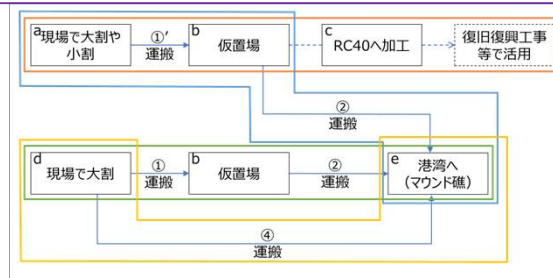 a
現場で大割や
小割
①′
運搬
b
仮置場
c
RC40へ加工
復旧復興工事
等で活用
②
運搬
d
現場で大割
①
運搬
b
仮置場
②
運搬
e
港湾へ
（マウンド礁）
④
運搬